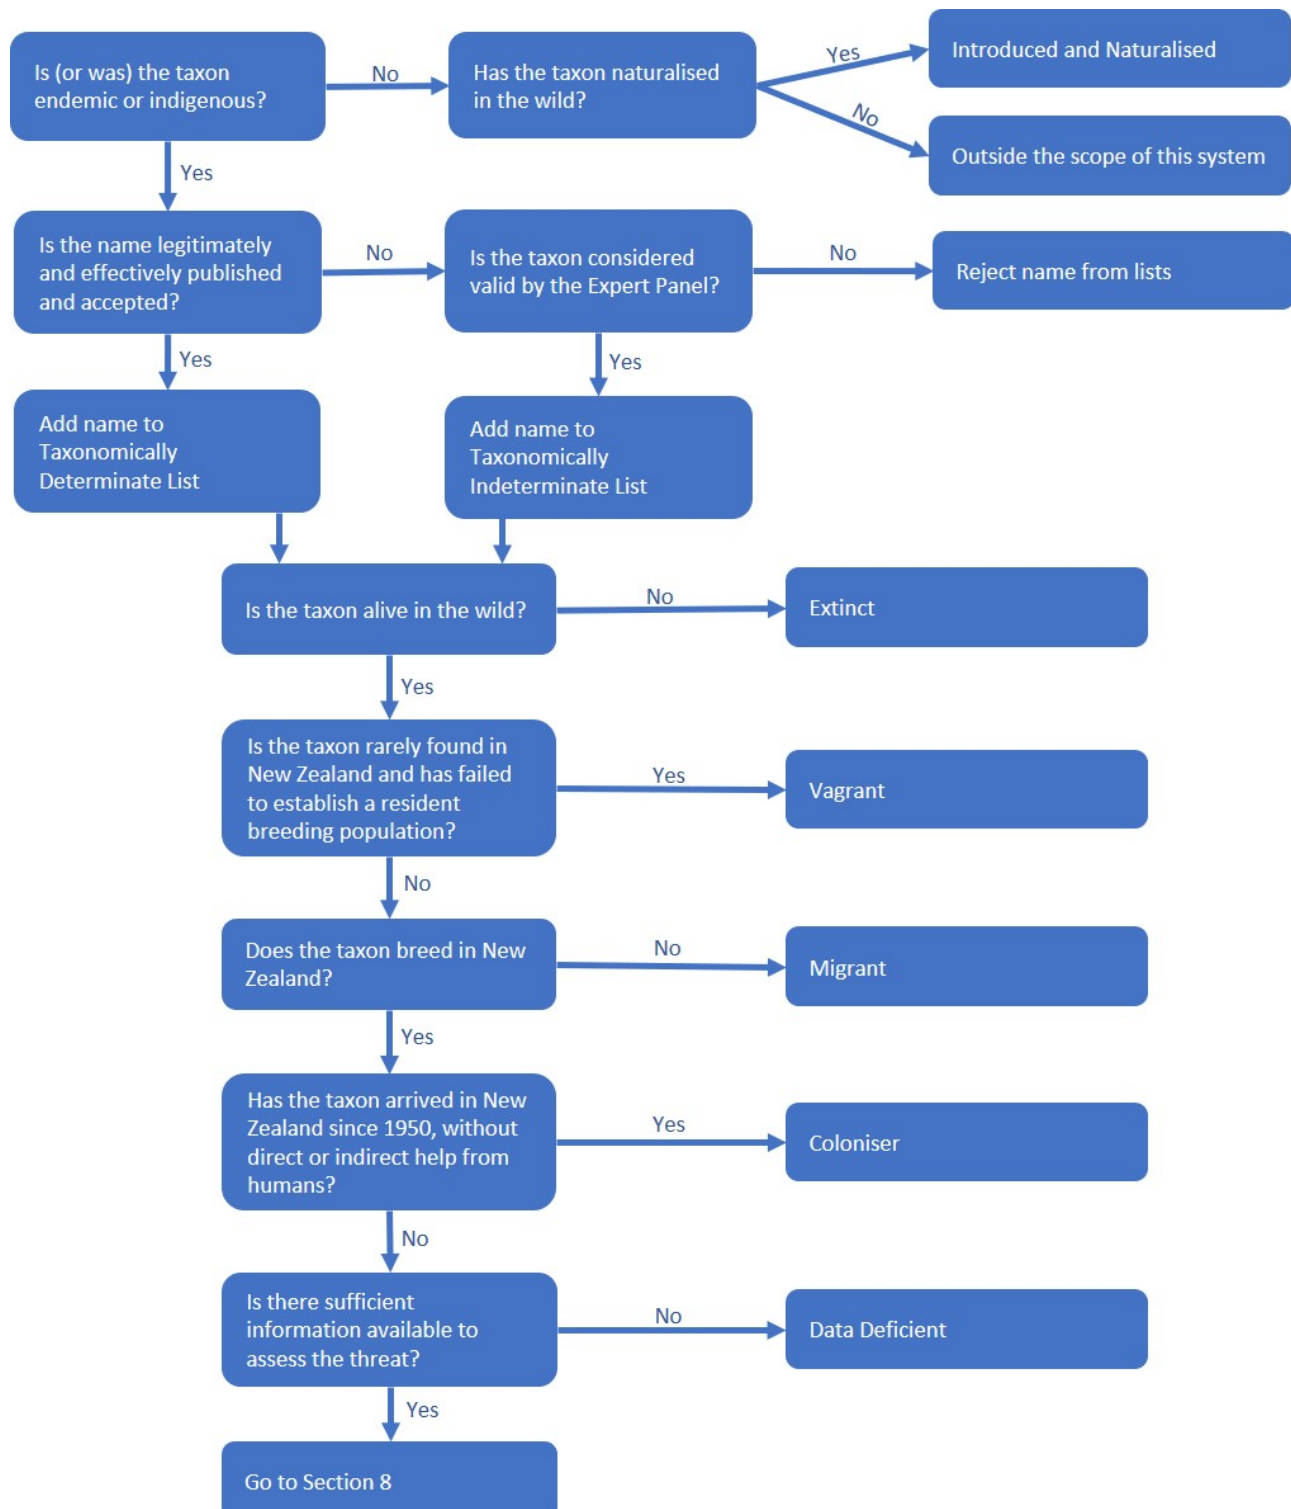 Is (or was) the taxon
endemic or indigenous?
No
Has the taxon naturalised
in the wild?
Yes
Introduced and Naturalised
No
Outside the scope of this system
Yes
Is the name legitimately
and effectively published
and accepted?
No
Is the taxon considered
valid by the Expert Panel?
No
Reject name from lists
Yes
Yes
Add name to
Taxonomically
Determinate List
Add name to
Taxonomically
Indeterminate List
Is the taxon alive in the wild?
No
Extinct
Yes
Is the taxon rarely found in
New Zealand and has failed
to establish a resident
breeding population?
Yes
Vagrant
No
Does the taxon breed in New
Zealand?
No
Migrant
Yes
Has the taxon arrived in New
Zealand since 1950, without
direct or indirect help from
humans?
Yes
Coloniser
No
Is there sufficient
information available to
assess the threat?
No
Data Deficient
Yes
Go to Section 8